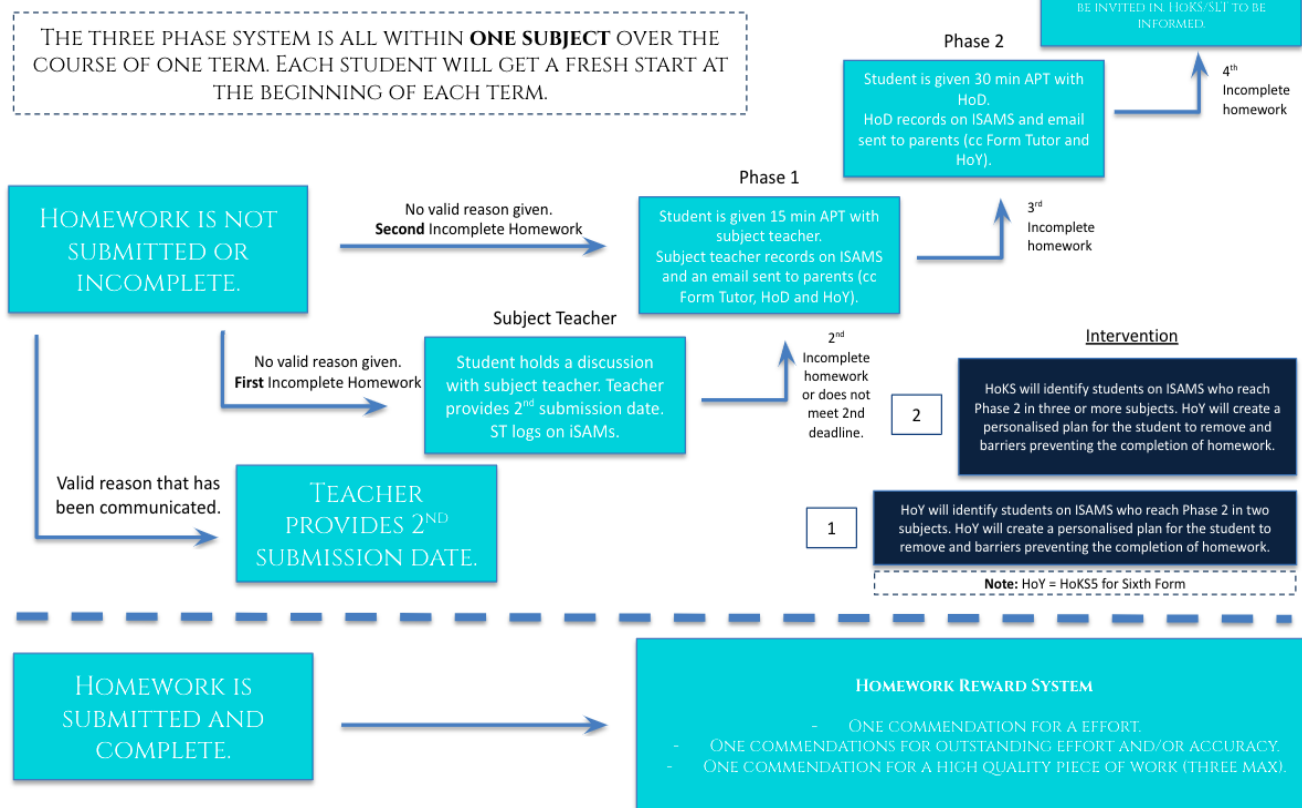 THE THREE PHASE SYSTEM IS ALL WITHIN ONE SUBJECT OVER THE
COURSE OF ONE TERM. EACH STUDENT WILL GET A FRESH START AT
THE BEGINNING OF EACH TERM.
BE INVITED IN. HOKS/SLT TO BE
INFORMED.
Phase 2
Student is given 30 min APT with
HoD.
HoD records on ISAMS and email
sent to parents (cc Form Tutor and
HoY).
4th
Incomplete
homework
HOMEWORK IS NOT
SUBMITTED OR
INCOMPLETE.
No valid reason given.
Second Incomplete Homework
Phase 1
Student is given 15 min APT with
subject teacher.
Subject teacher records on ISAMS
and an email sent to parents (cc
Form Tutor, HoD and HoY).
3rd
Incomplete
homework
No valid reason given.
First Incomplete Homework
Subject Teacher
Student holds a discussion
with subject teacher. Teacher
provides 2nd submission date.
ST logs on iSAMs.
2nd
Incomplete
homework
or does not
meet 2nd
deadline.
Valid reason that has
been communicated.
TEACHER
PROVIDES 2ND
SUBMISSION DATE.
Intervention
2
HoKS will identify students on ISAMS who reach
Phase 2 in three or more subjects. HoY will create a
personalised plan for the student to remove and
barriers preventing the completion of homework.
1
HoY will identify students on ISAMS who reach Phase 2 in two
subjects. HoY will create a personalised plan for the student to
remove and barriers preventing the completion of homework.
Note: HoY = HoKS5 for Sixth Form
HOMEWORK IS
SUBMITTED AND
COMPLETE.
HOMEWORK REWARD SYSTEM
- ONE COMMENDATION FOR A EFFORT.
- ONE COMMENDATIONS FOR OUTSTANDING EFFORT AND/OR ACCURACY.
- ONE COMMENDATION FOR A HIGH QUALITY PIECE OF WORK (THREE MAX).